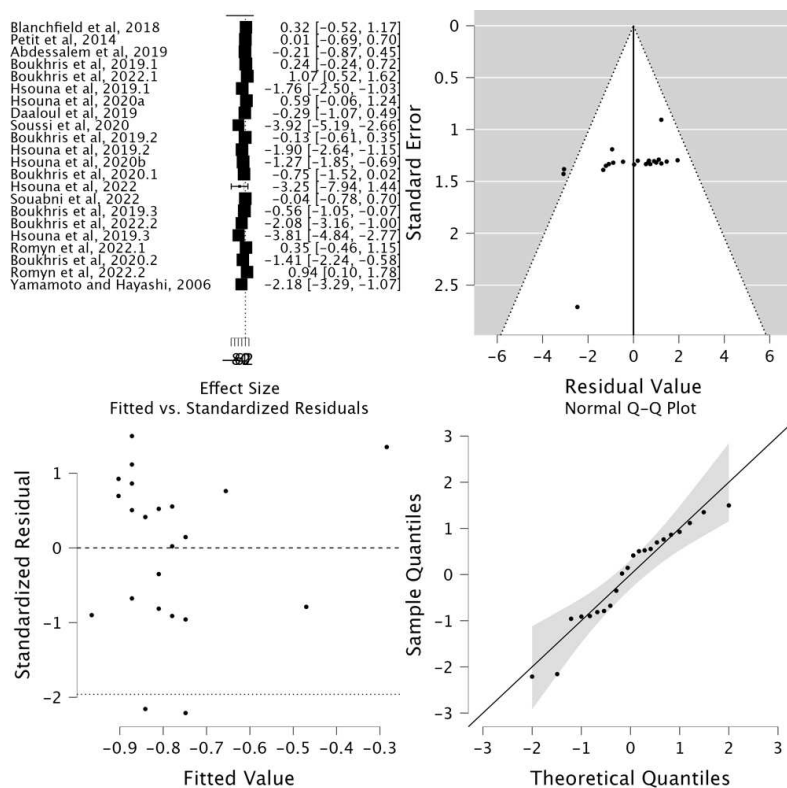 Blanchfield et al, 2018 0.32 [−0.52, 1.17]
Petit et al, 2014 0.01 [−0.69, 0.70]
Abdessalem et al, 2019 −0.21 [−0.87, 0.45]
Boukhris et al, 2019.1 0.24 [−0.24, 0.72]
Boukhris et al, 2022.1 1.07 [0.52, 1.62]
Hsouna et al, 2019.1 −1.76 [−2.50, −1.03]
Hsouna et al, 2020a 0.59 [−0.06, 1.24]
Daaloul et al, 2019 −0.29 [−1.07, 0.49]
Soussi et al, 2020 −3.92 [−5.19, −2.66]
Boukhris et al, 2019.2 −0.13 [−0.61, 0.35]
Hsouna et al, 2019.2 −1.90 [−2.64, −1.15]
Hsouna et al, 2020b −1.27 [−1.85, −0.69]
Boukhris et al, 2020.1 −0.75 [−1.52, 0.02]
Hsouna et al, 2022 −3.25 [−7.94, 1.44]
Souabni et al, 2022 −0.04 [−0.78, 0.70]
Boukhris et al, 2019.3 −0.56 [−1.05, −0.07]
Boukhris et al, 2022.2 −2.08 [−3.16, −1.00]
Hsouna et al, 2019.3 −3.81 [−4.84, −2.77]
Romyn et al, 2022.1 0.35 [−0.46, 1.15]
Boukhris et al, 2020.2 −1.41 [−2.24, −0.58]
Romyn et al, 2022.2 0.94 [0.10, 1.78]
Yamamoto and Hayashi, 2006 −2.18 [−3.29, −1.07]
Effect Size
0
0.5
1
1.5
2
2.5
Standard Error
−6 −4 −2 0 2 4 6
Residual Value
Fitted vs. Standardized Residuals
1
0
−1
−2
Standardized Residual
−0.9 −0.8 −0.7 −0.6 −0.5 −0.4 −0.3
Fitted Value
Normal Q−Q Plot
3
2
1
0
−1
−2
−3
Sample Quantiles
−3 −2 −1 0 1 2 3
Theoretical Quantiles